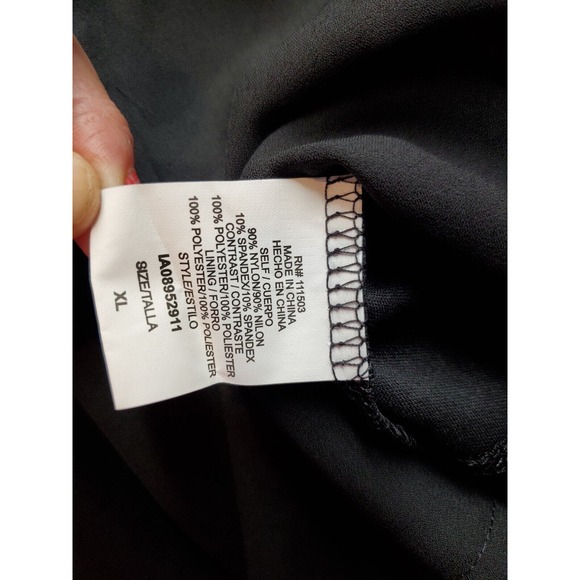 RN# 111503
MADE IN CHINA
HECHO EN CHINA
SELF / CUERPO
90% NYLON/90% NILON
10% SPANDEX/10% SPANDEX
CONTRAST / CONTRASTE
100% POLYESTER/100% POLIESTER
LINING / FORRO
100% POLYESTER/100% POLIESTER
STYLE/ESTILO
IA08952911
SIZE/TALLA
XL